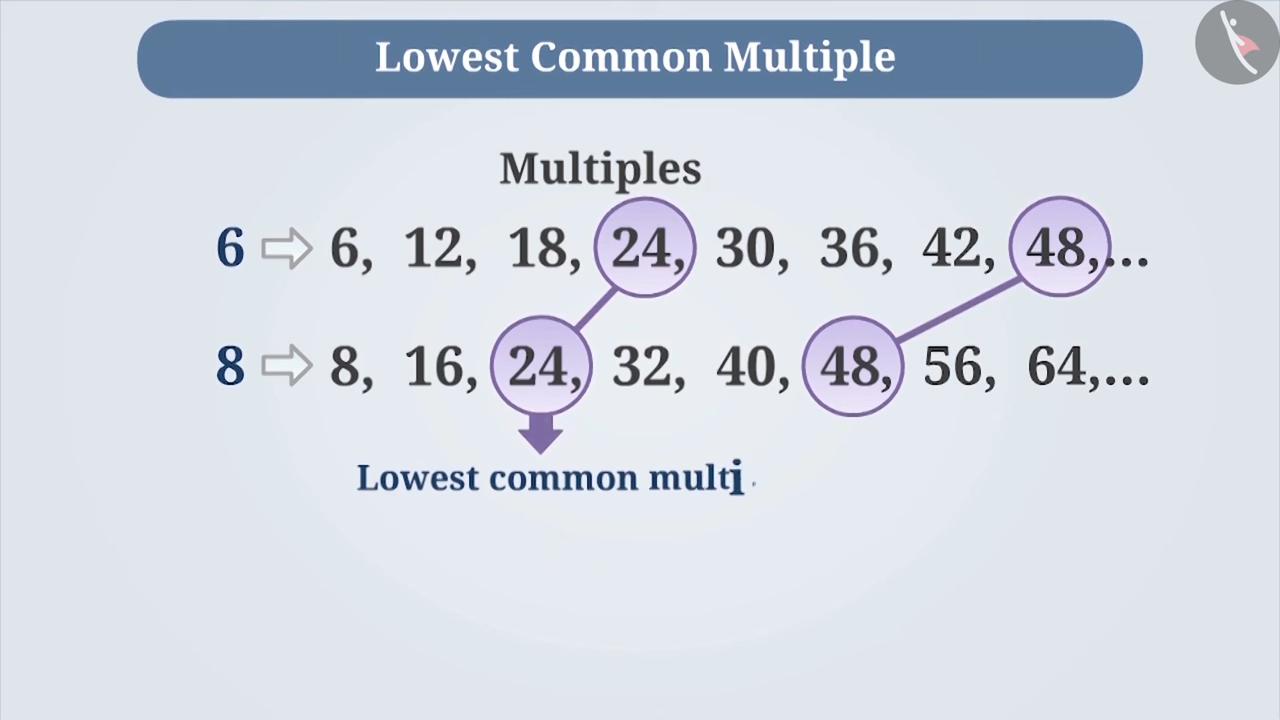 Lowest Common Multiple
Multiples
6 ⇨ 6, 12, 18, 24, 30, 36, 42, 48,...
8 ⇨ 8, 16, 24, 32, 40, 48, 56, 64,...
Lowest common multi